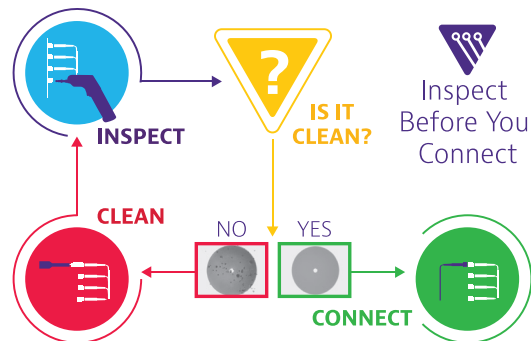 INSPECT
?
IS IT
CLEAN?
Inspect
Before You
Connect
CLEAN
NO
YES
CONNECT